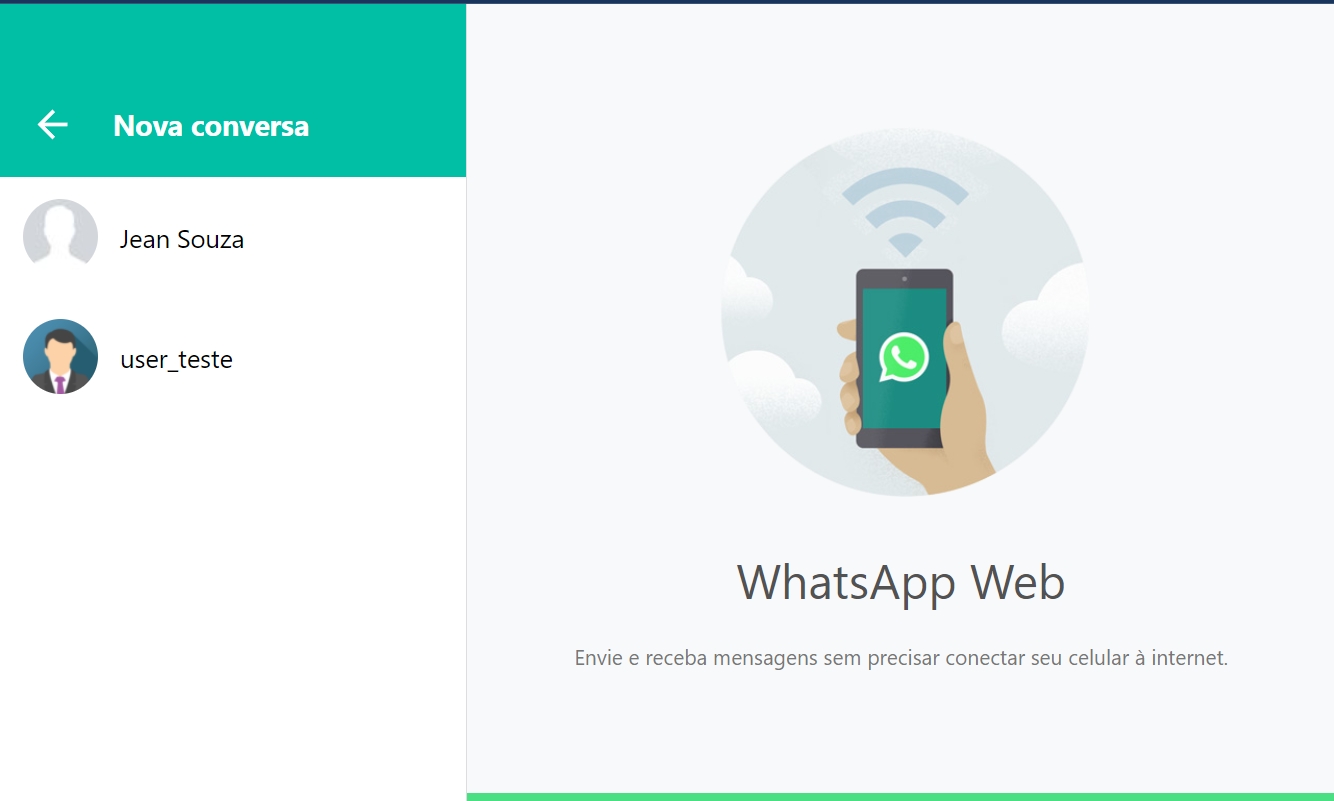 Nova conversa
Jean Souza
user_teste
WhatsApp Web
Envie e receba mensagens sem precisar conectar seu celular à internet.